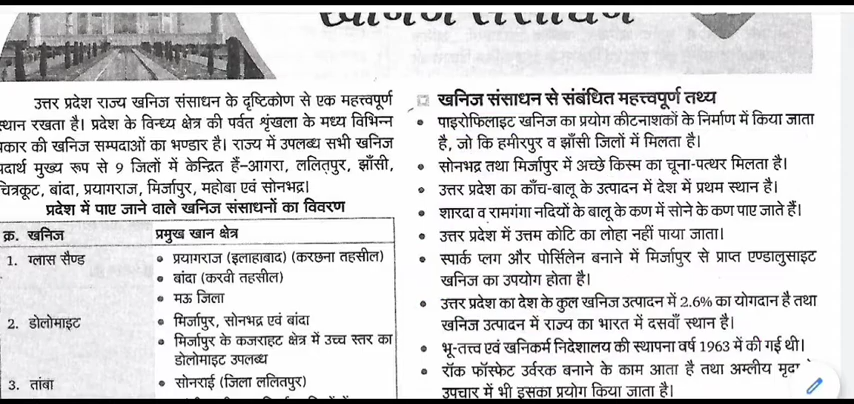 खनिज संसाधन
उत्तर प्रदेश राज्य खनिज संसाधन के दृष्टिकोण से एक महत्त्वपूर्ण
स्थान रखता है। प्रदेश के विन्ध्य क्षेत्र की पर्वत श्रृंखला के मध्य विभिन्न
प्रकार की खनिज सम्पदाओं का भण्डार है। राज्य में उपलब्ध सभी खनिज
पदार्थ मुख्य रूप से 9 जिलों में केन्द्रित हैं–आगरा, ललितपुर, झाँसी,
चित्रकूट, बांदा, प्रयागराज, मिर्जापुर, महोबा एवं सोनभद्र।
प्रदेश में पाए जाने वाले खनिज संसाधनों का विवरण
क्र. खनिज प्रमुख खान क्षेत्र
1. ग्लास सैण्ड • प्रयागराज (इलाहाबाद) (करछना तहसील)
• बांदा (करवी तहसील)
• मऊ जिला
2. डोलोमाइट • मिर्जापुर, सोनभद्र एवं बांदा
• मिर्जापुर के कजराहट क्षेत्र में उच्च स्तर का
डोलोमाइट उपलब्ध
3. तांबा • सोनराई (जिला ललितपुर)
खनिज संसाधन से संबंधित महत्त्वपूर्ण तथ्य
• पाइरोफिलाइट खनिज का प्रयोग कीटनाशकों के निर्माण में किया जाता
है, जो कि हमीरपुर व झाँसी जिलों में मिलता है।
• सोनभद्र तथा मिर्जापुर में अच्छे किस्म का चूना-पत्थर मिलता है।
• उत्तर प्रदेश का काँच-बालू के उत्पादन में देश में प्रथम स्थान है।
• शारदा व रामगंगा नदियों के बालू के कण में सोने के कण पाए जाते हैं।
• उत्तर प्रदेश में उत्तम कोटि का लोहा नहीं पाया जाता।
• स्पार्क प्लग और पोर्सिलेन बनाने में मिर्जापुर से प्राप्त एण्डालुसाइट
खनिज का उपयोग होता है।
• उत्तर प्रदेश का देश के कुल खनिज उत्पादन में 2.6% का योगदान है तथा
खनिज उत्पादन में राज्य का भारत में दसवाँ स्थान है।
• भू-तत्त्व एवं खनिकर्म निदेशालय की स्थापना वर्ष 1963 में की गई थी।
• रॉक फॉस्फेट उर्वरक बनाने के काम आता है तथा अम्लीय
उपचार में भी इसका प्रयोग किया जाता है।